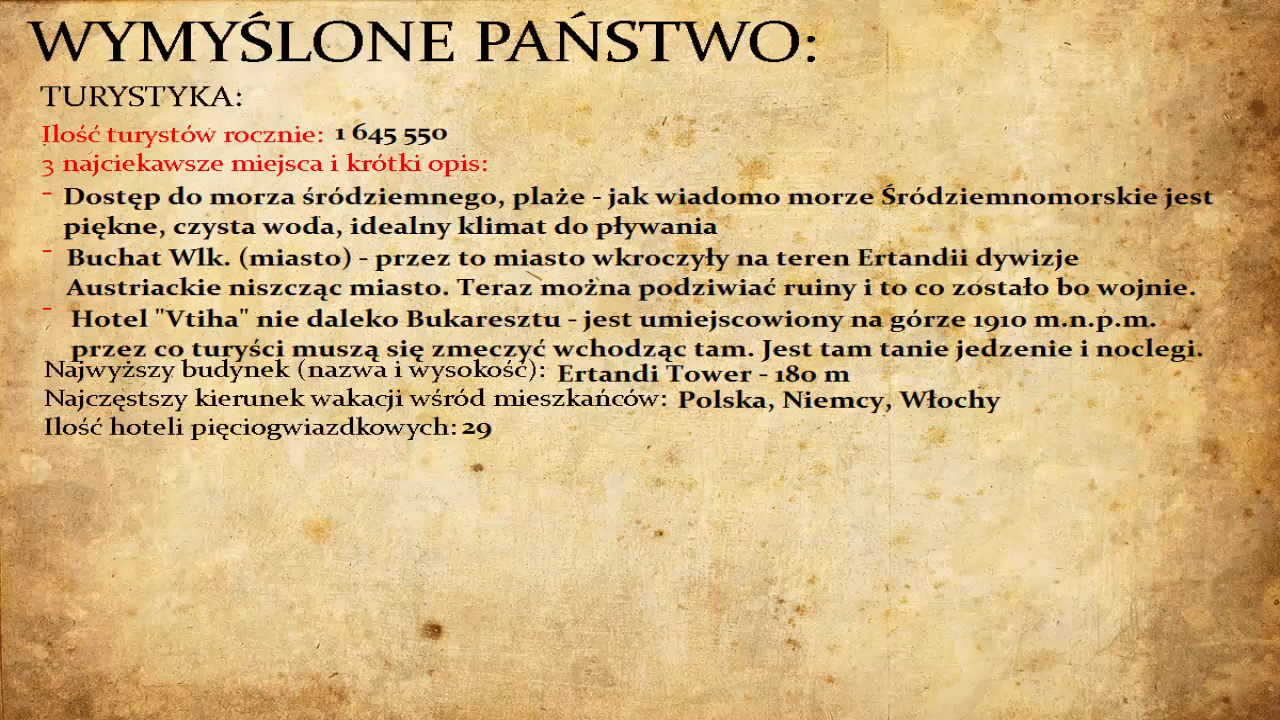 WYMYŚLONE PAŃSTWO:
TURYSTYKA:
Ilość turystów rocznie: 1 645 550
3 najciekawsze miejsca i krótki opis:
- Dostęp do morza śródziemnego, plaże - jak wiadomo morze Śródziemnomorskie jest
piękne, czysta woda, idealny klimat do pływania
- Buchat Wlk. (miasto) - przez to miasto wkroczyły na teren Ertandii dywizje
Austriackie niszcząc miasto. Teraz można podziwiać ruiny i to co zostało bo wojnie.
- Hotel "Vtiha" nie daleko Bukaresztu - jest umiejscowiony na górze 1910 m.n.p.m.
przez co turyści muszą się zmeczyć wchodząc tam. Jest tam tanie jedzenie i noclegi.
Najwyższy budynek (nazwa i wysokość): Ertandi Tower - 180 m
Najczęstszy kierunek wakacji wśród mieszkańców: Polska, Niemcy, Włochy
Ilość hoteli pięciogwiazdkowych: 29